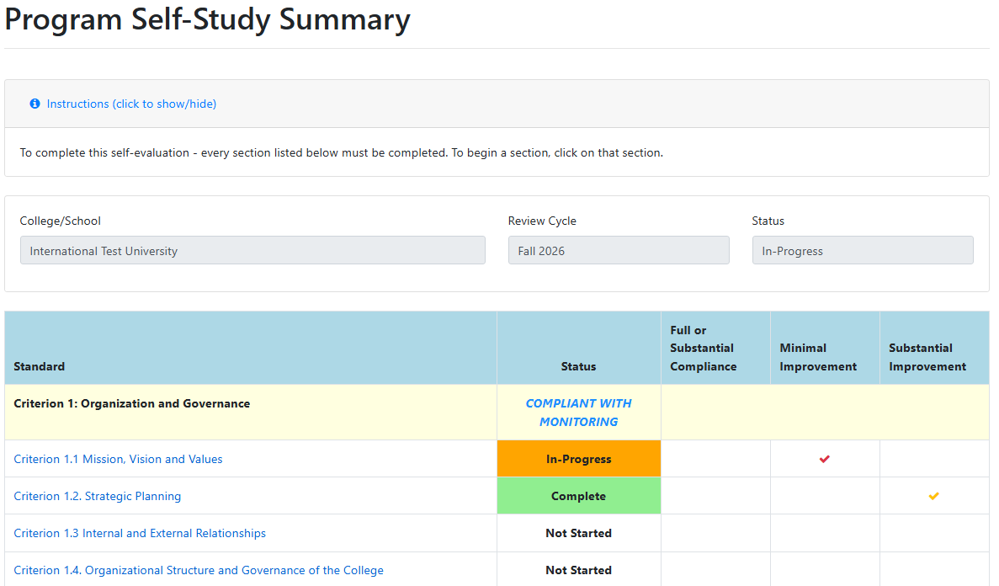 Program Self-Study Summary
Instructions (click to show/hide)
To complete this self-evaluation - every section listed below must be completed. To begin a section, click on that section.
College/School
Review Cycle
Status
International Test University
Fall 2026
In-Progress
Standard
Status
Full or
Substantial
Compliance
Minimal
Improvement
Substantial
Improvement
Criterion 1: Organization and Governance
COMPLIANT WITH
MONITORING
Criterion 1.1 Mission, Vision and Values
In-Progress
Criterion 1.2. Strategic Planning
Complete
Criterion 1.3 Internal and External Relationships
Not Started
Criterion 1.4. Organizational Structure and Governance of the College
Not Started